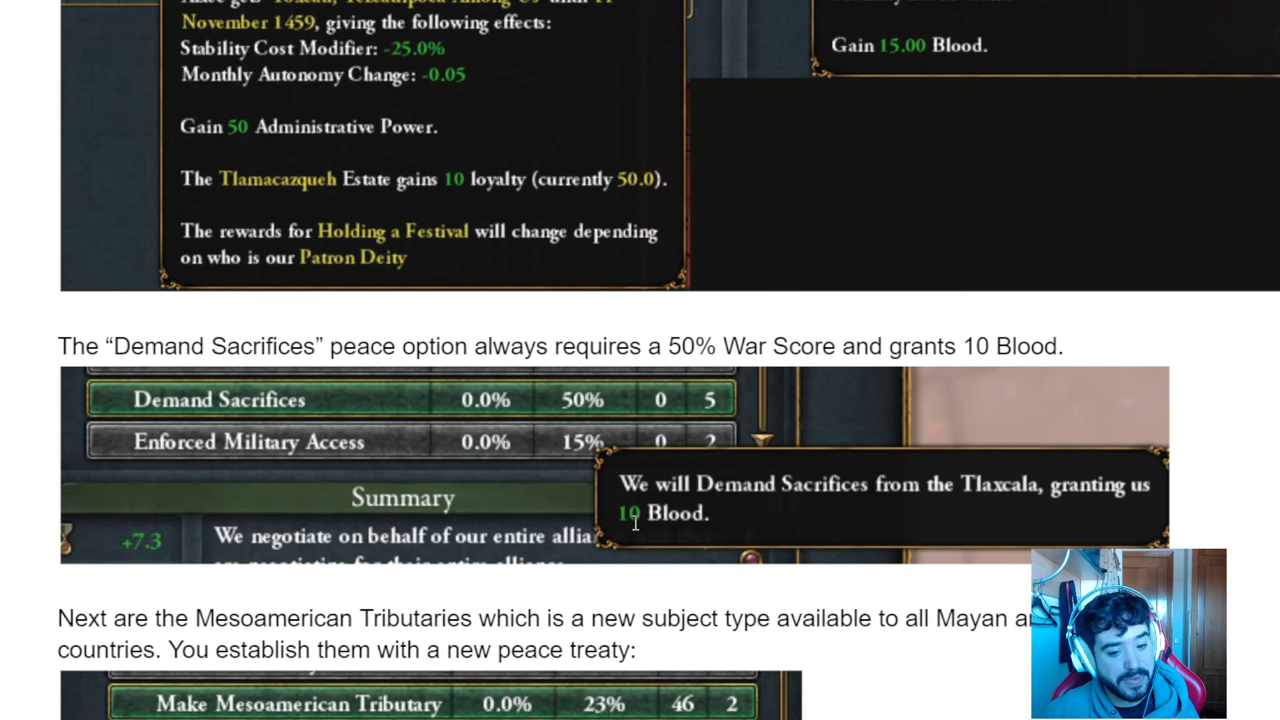 November 1459, giving the following effects:
Stability Cost Modifier: -25.0%
Monthly Autonomy Change: -0.05
Gain 50 Administrative Power.
The Tlamacazqueh Estate gains 10 loyalty (currently 50.0).
The rewards for Holding a Festival will change depending
on who is our Patron Deity
Gain 15.00 Blood.
The “Demand Sacrifices” peace option always requires a 50% War Score and grants 10 Blood.
Demand Sacrifices 0.0% 50% 0 5
Enforced Military Access 0.0% 15% 0 2
Summary
+7.3 We negotiate on behalf of our entire allia
We will Demand Sacrifices from the Tlaxcala, granting us
10 Blood.
Next are the Mesoamerican Tributaries which is a new subject type available to all Mayan
countries. You establish them with a new peace treaty:
Make Mesoamerican Tributary 0.0% 23% 46 2